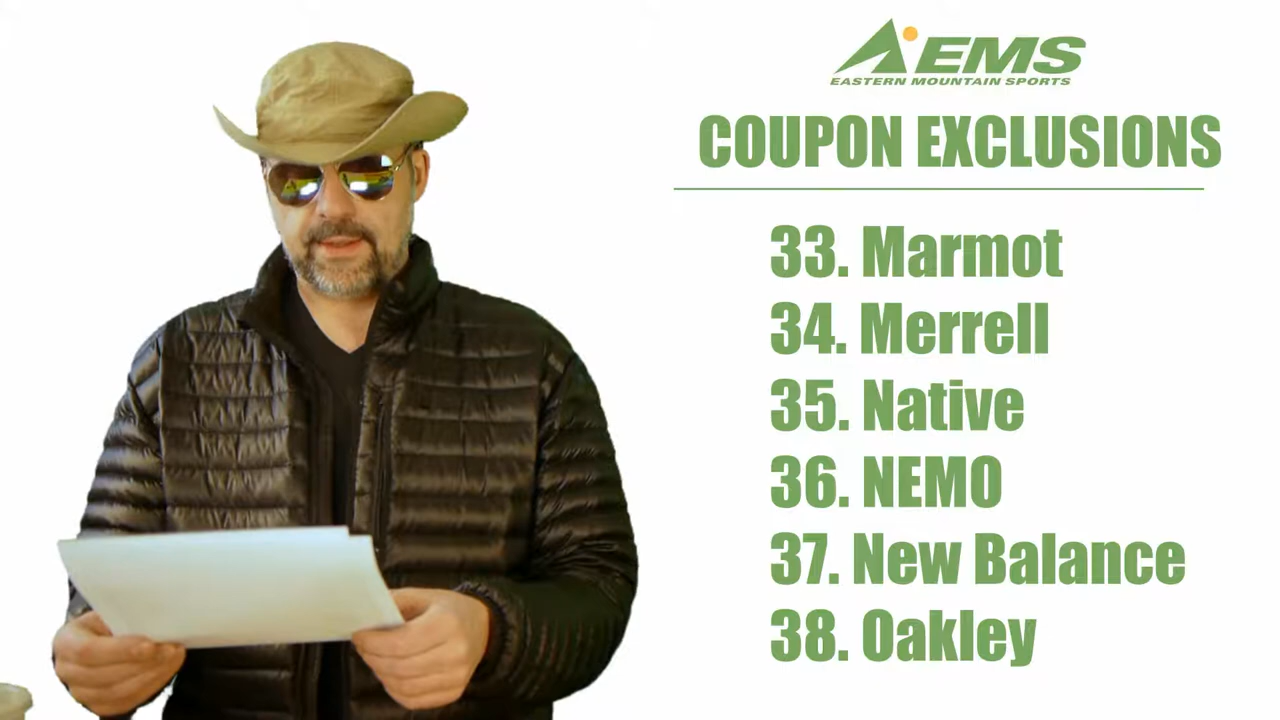 EMS
EASTERN MOUNTAIN SPORTS
COUPON EXCLUSIONS
33. Marmot
34. Merrell
35. Native
36. NEMO
37. New Balance
38. Oakley